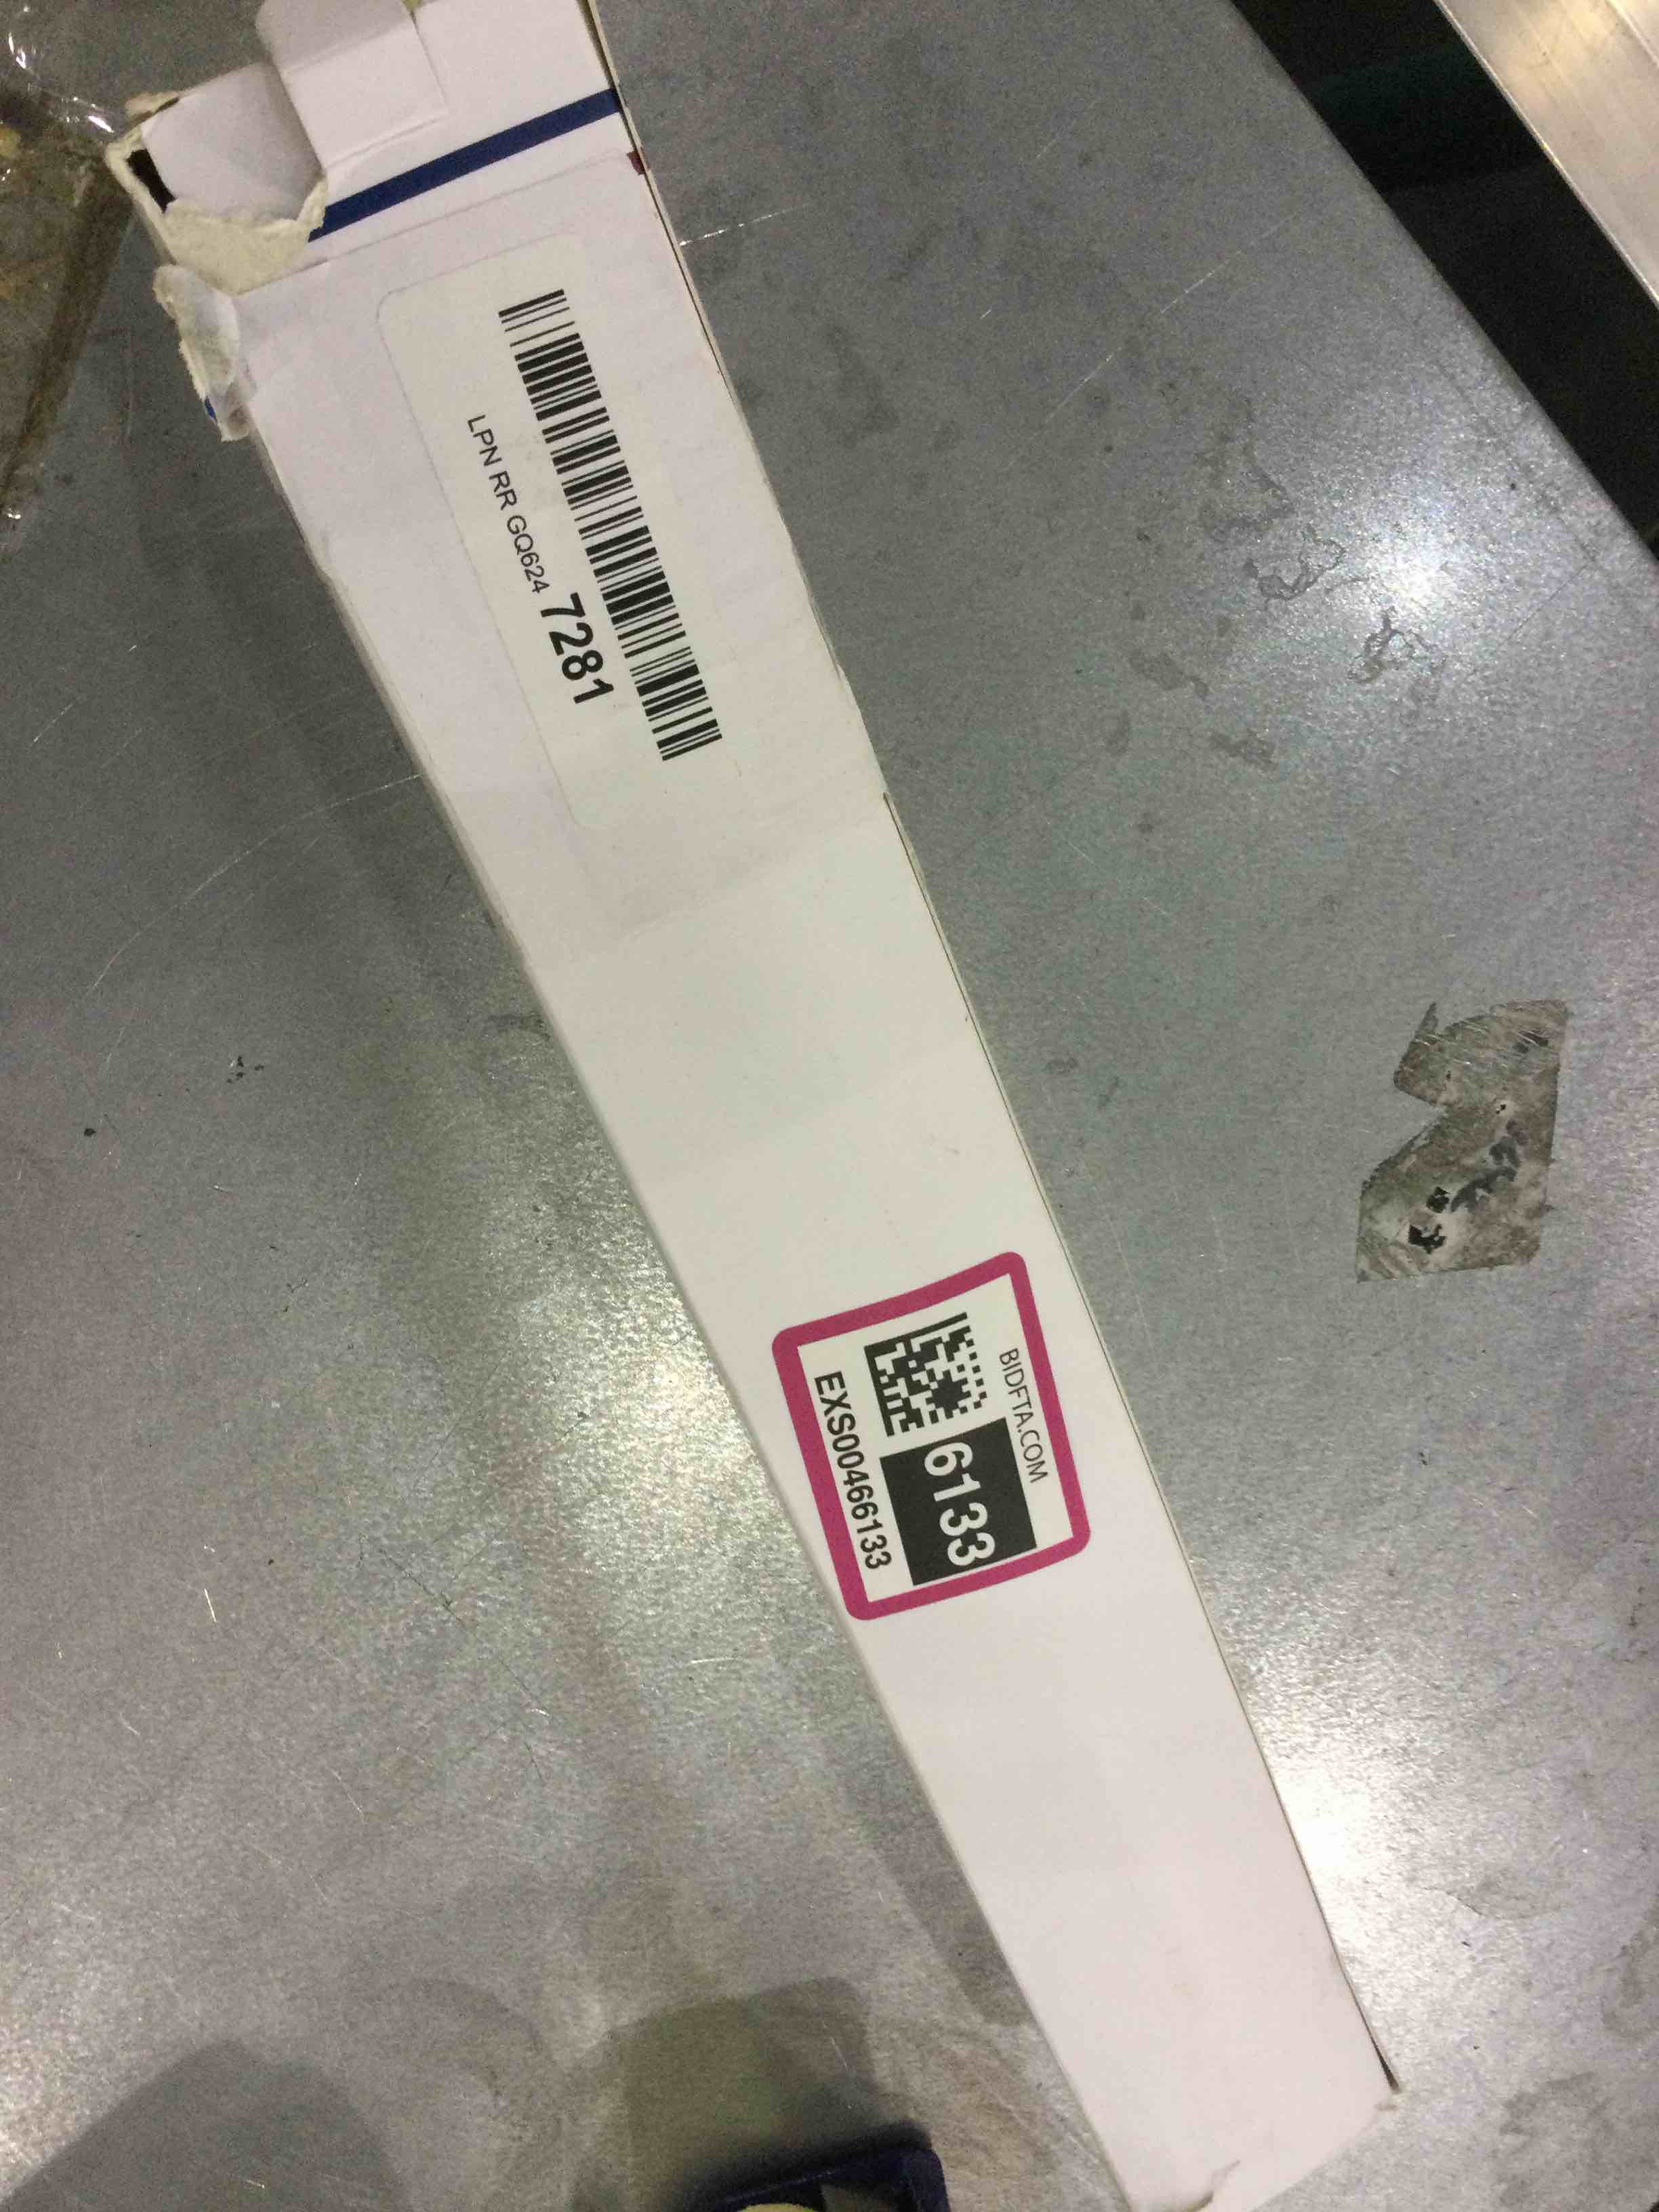 LPN RR GQ624 7281
BIDFTA.COM
6133
EXS00466133